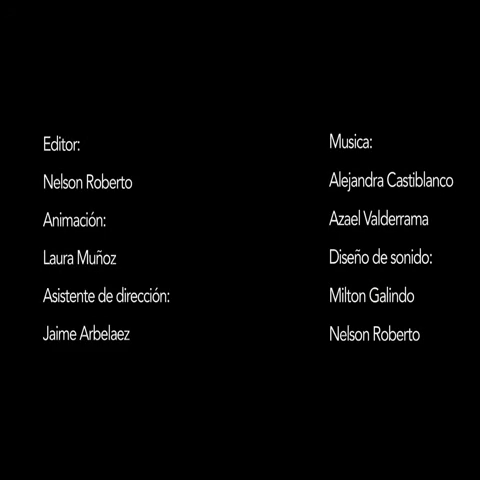 Editor:
Nelson Roberto
Animación:
Laura Muñoz
Asistente de dirección:
Jaime Arbelaez
Musica:
Alejandra Castiblanco
Azael Valderrama
Diseño de sonido:
Milton Galindo
Nelson Roberto